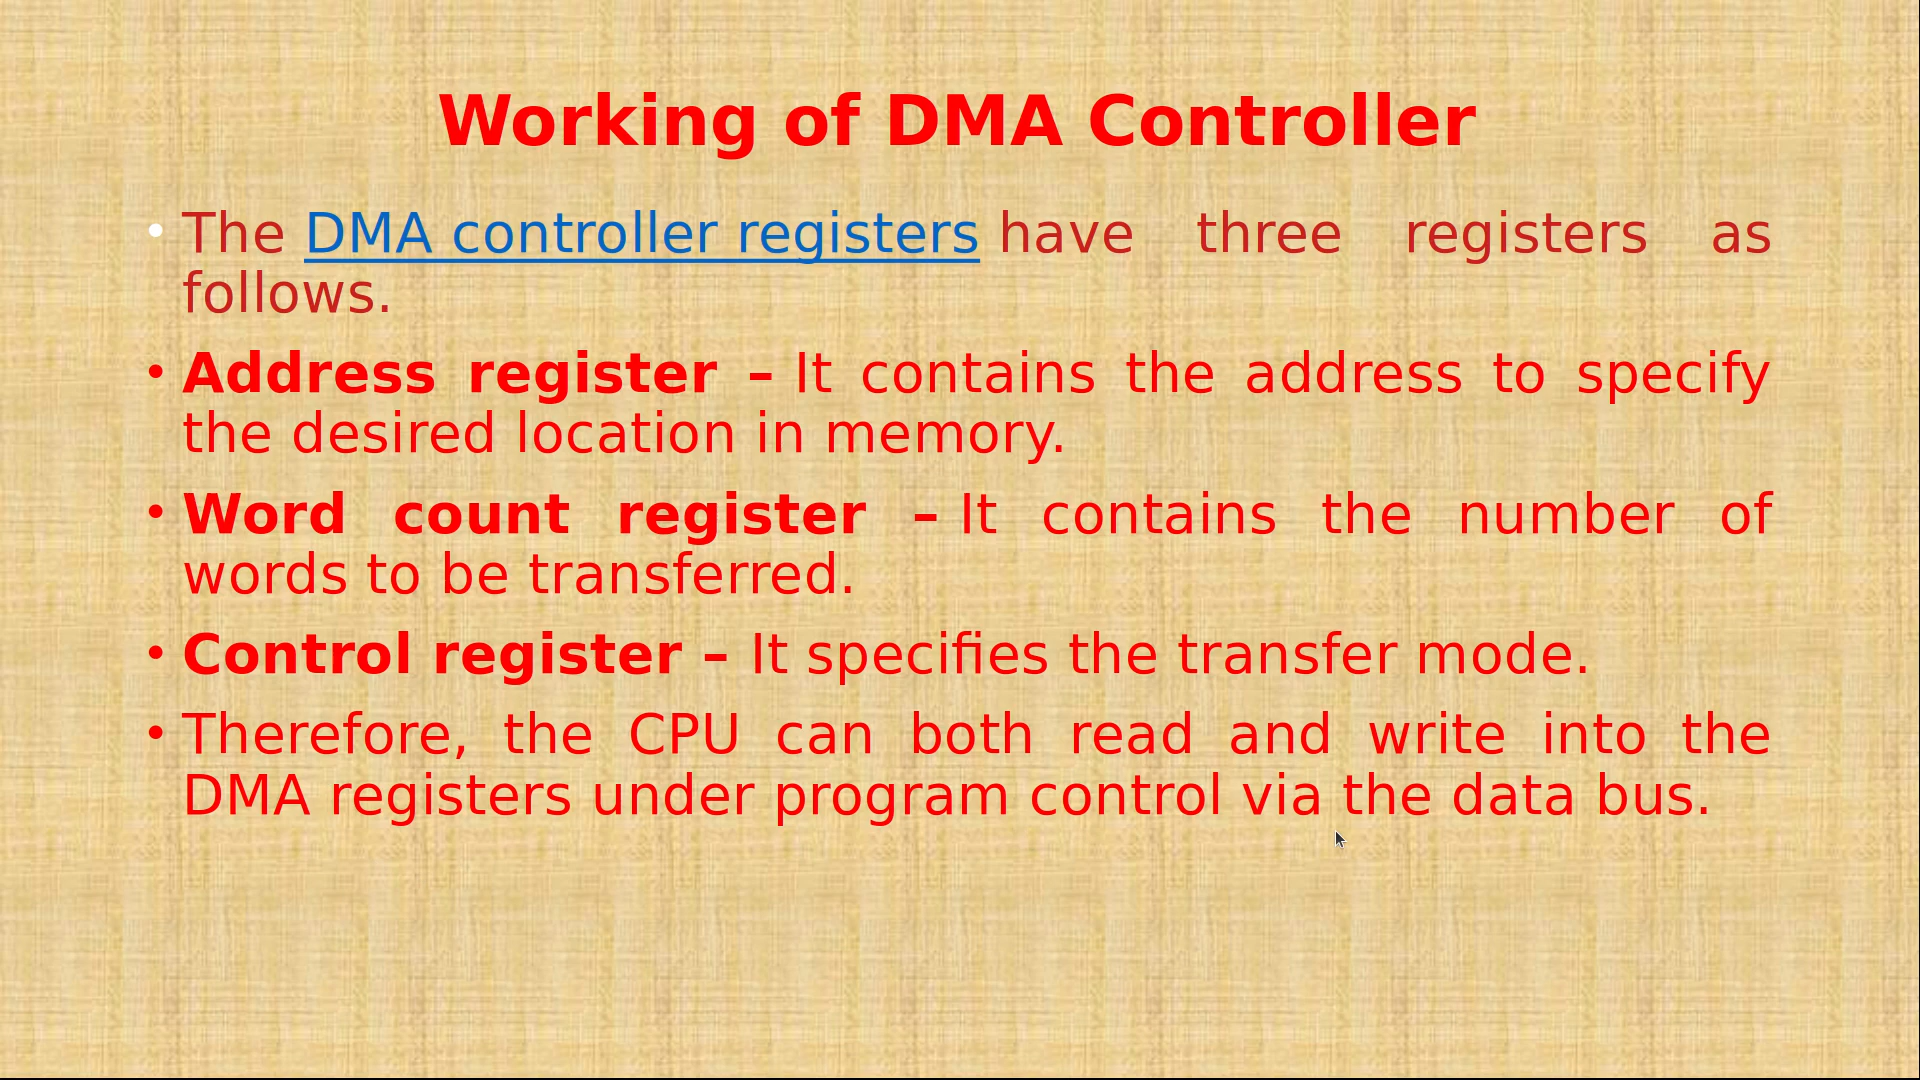 Working of DMA Controller
• The DMA controller registers have three registers as
follows.
• Address register – It contains the address to specify
the desired location in memory.
• Word count register – It contains the number of
words to be transferred.
• Control register – It specifies the transfer mode.
• Therefore, the CPU can both read and write into the
DMA registers under program control via the data bus.